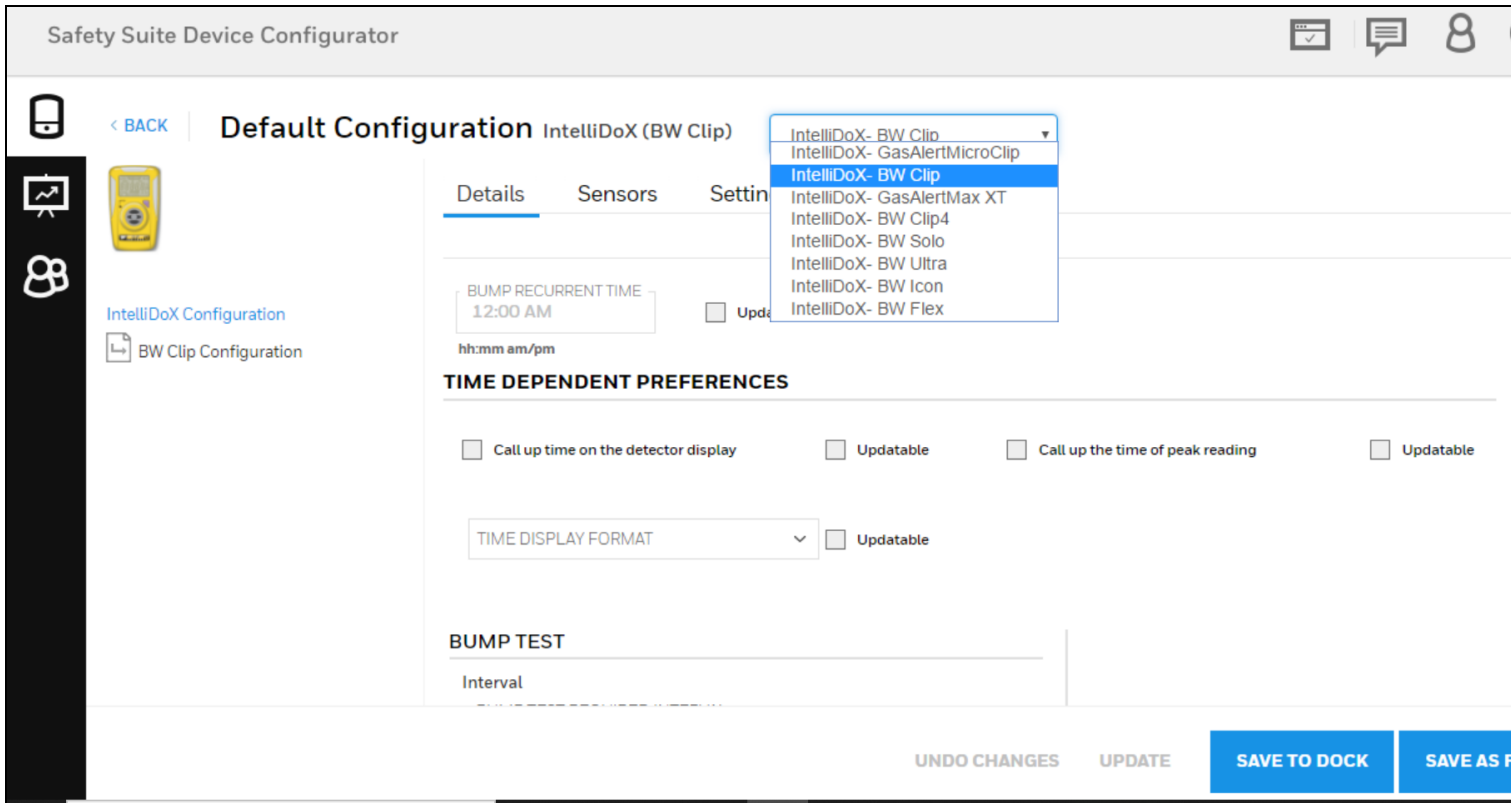 Safety Suite Device Configurator
< BACK
Default Configuration IntelliDoX (BW Clip)
IntelliDoX- BW Clip
IntelliDoX- GasAlertMicroClip
IntelliDoX- BW Clip
IntelliDoX- GasAlertMax XT
IntelliDoX- BW Clip4
IntelliDoX- BW Solo
IntelliDoX- BW Ultra
IntelliDoX- BW Icon
IntelliDoX- BW Flex
Details Sensors Settin
IntelliDoX Configuration
BW Clip Configuration
BUMP RECURRENT TIME
12:00 AM
Upda
hh:mm am/pm
TIME DEPENDENT PREFERENCES
Call up time on the detector display Updatable Call up the time of peak reading Updatable
TIME DISPLAY FORMAT Updatable
BUMP TEST
Interval
UNDO CHANGES UPDATE SAVE TO DOCK SAVE AS